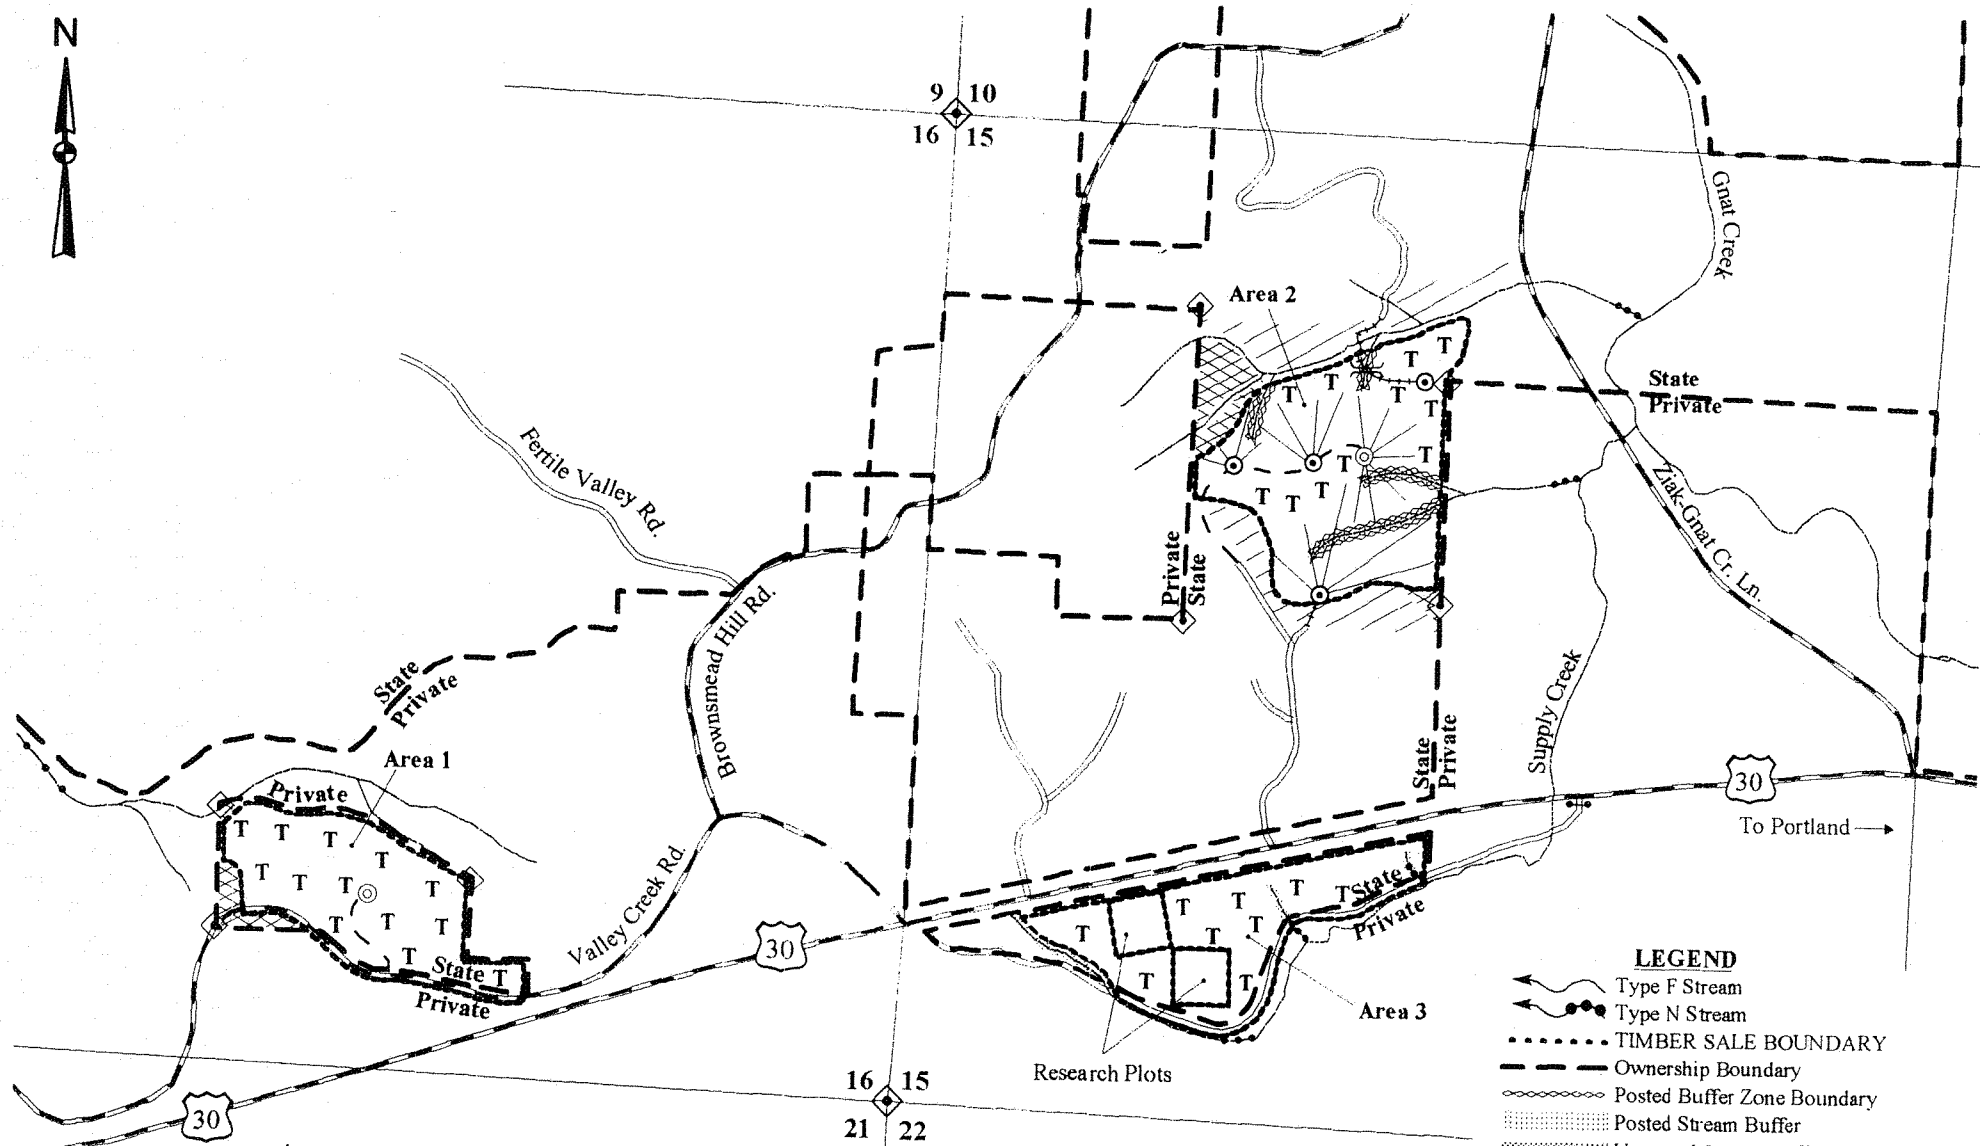 N
9 10
16 15
Gnat Creek
Area 2
T T
T T T
T
T T
T T T
State
Private
Fertile Valley Rd.
Ziak-Gnat Cr. Ln.
Private
State
Brownsmead Hill Rd.
State
Private
Supply Creek
State
Private
Area 1
Private
30
To Portland
T T T
T
T T T T
T T T
T
State T
Private
Valley Creek Rd.
30
T T T State
Private
T T T
T T
Area 3
Research Plots
16 15
21 22
30
LEGEND
Type F Stream
Type N Stream
TIMBER SALE BOUNDARY
Ownership Boundary
Posted Buffer Zone Boundary
Posted Stream Buffer